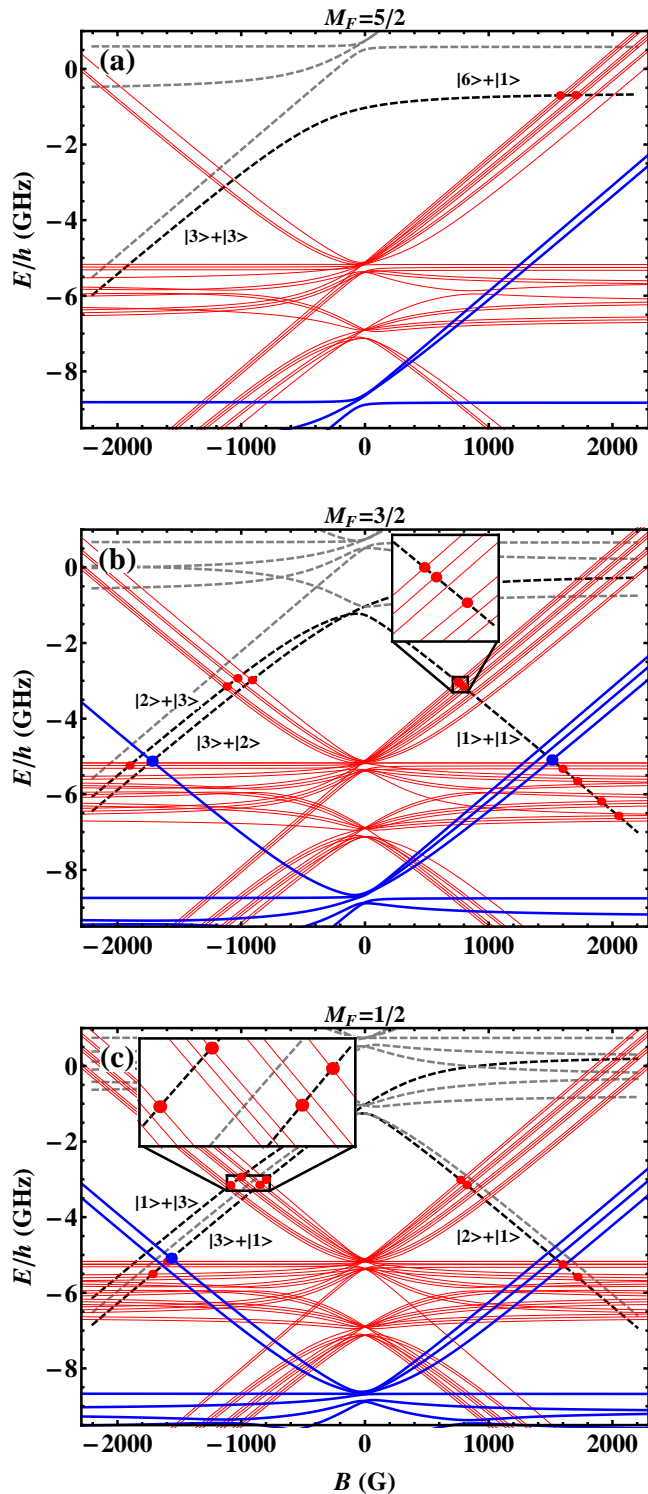 M_F=5/2
(a)
|6>+|1>
|3>+|3>
0
−2
−4
−6
−8
E/h (GHz)
−2000 −1000 0 1000 2000
M_F=3/2
(b)
|2>+|3>
|3>+|2>
|1>+|1>
0
−2
−4
−6
−8
E/h (GHz)
−2000 −1000 0 1000 2000
M_F=1/2
(c)
|1>+|3>
|3>+|1>
|2>+|1>
0
−2
−4
−6
−8
E/h (GHz)
−2000 −1000 0 1000 2000
B (G)